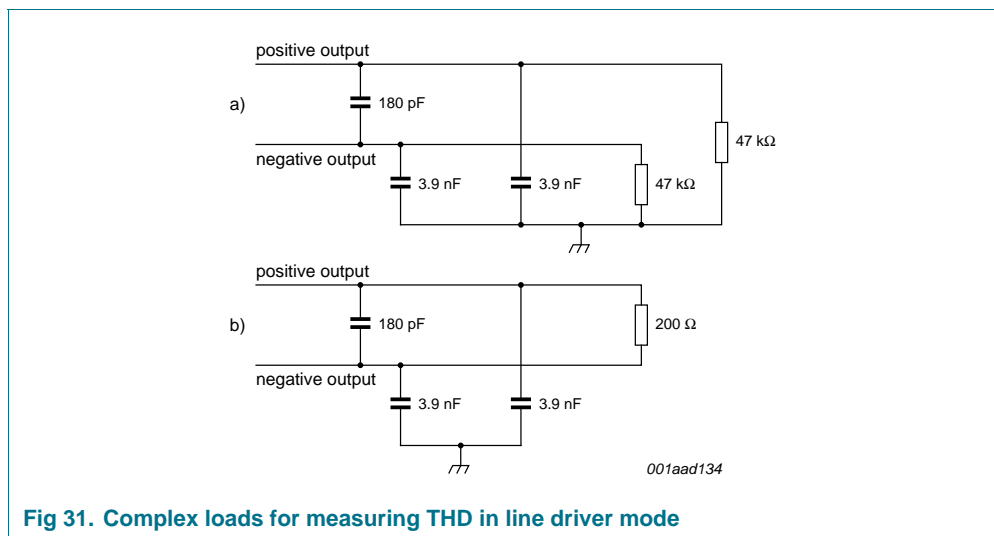 positive output
a)
180 pF
47 kΩ
negative output
3.9 nF
3.9 nF
47 kΩ
positive output
b)
180 pF
200 Ω
negative output
3.9 nF
3.9 nF
001aad134
Fig 31. Complex loads for measuring THD in line driver mode